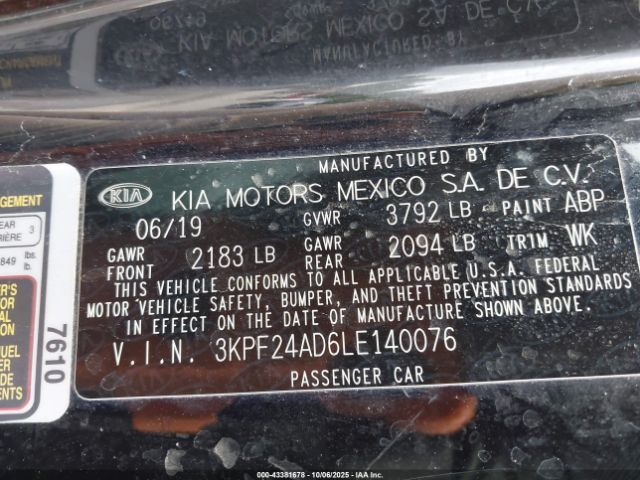 MANUFACTURED BY
KIA KIA MOTORS MEXICO S.A. DE C.V.
06/19 GVWR 3792 LB PAINT ABP
GAWR FRONT 2183 LB GAWR REAR 2094 LB TRIM WK
THIS VEHICLE CONFORMS TO ALL APPLICABLE U.S.A. FEDERAL
MOTOR VEHICLE SAFETY, BUMPER, AND THEFT PREVENTION STANDARDS
IN EFFECT ON THE DATE OF MANUFACTURE SHOWN ABOVE.
V.I.N. 3KPF24AD6LE140076
PASSENGER CAR
7610
000-43381678 | 10/06/2025 | IAA Inc.